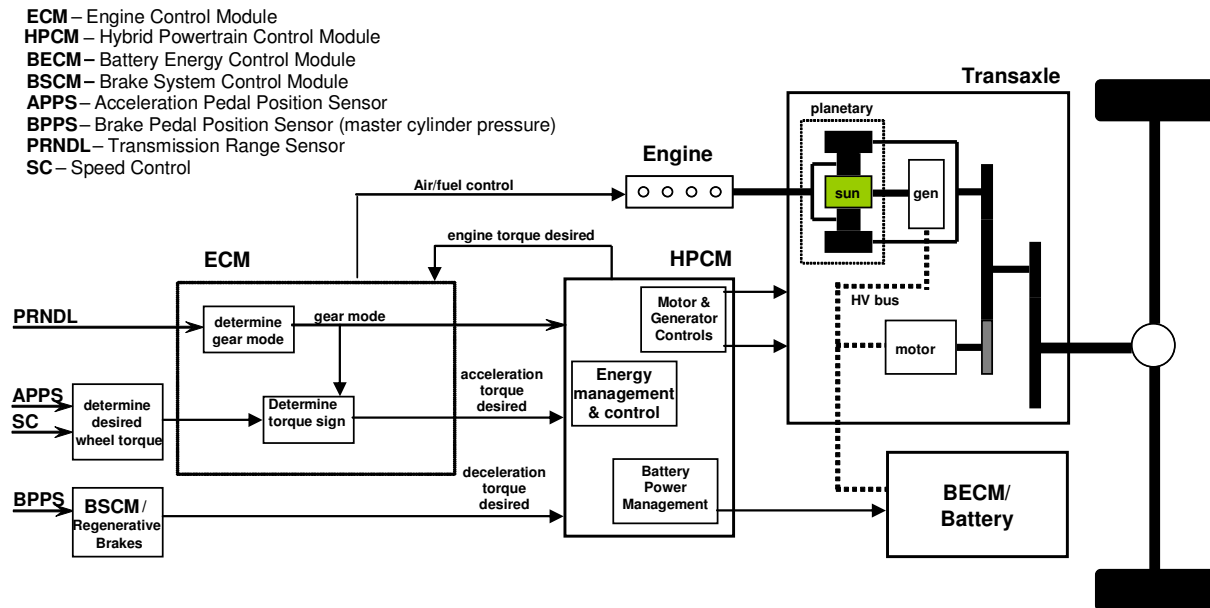 ECM – Engine Control Module
HPCM – Hybrid Powertrain Control Module
BECM – Battery Energy Control Module
BSCM – Brake System Control Module
APPS – Acceleration Pedal Position Sensor
BPPS – Brake Pedal Position Sensor (master cylinder pressure)
PRNDL – Transmission Range Sensor
SC – Speed Control
Transaxle
planetary
Engine
sun
gen
Air/fuel control
engine torque desired
ECM
HPCM
HV bus
PRNDL
determine
gear mode
gear mode
Motor &
Generator
Controls
motor
APPS
SC
determine
desired
wheel torque
Determine
torque sign
acceleration
torque
desired
Energy
management
& control
BPPS
BSCM /
Regenerative
Brakes
deceleration
torque
desired
Battery
Power
Management
BECM/
Battery